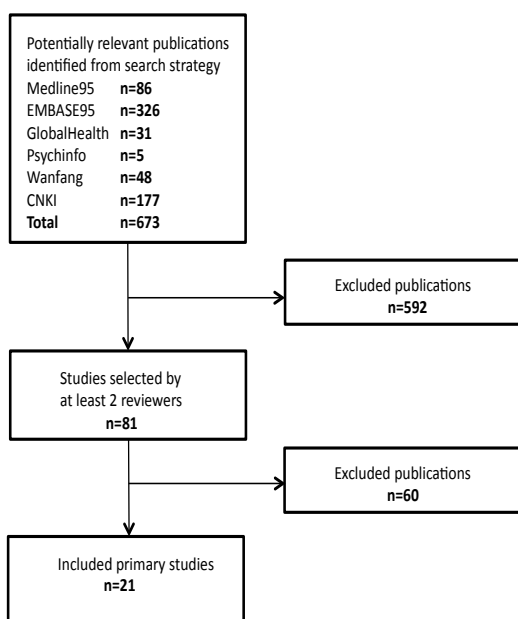 Potentially relevant publications
identified from search strategy
Medline95 n=86
EMBASE95 n=326
GlobalHealth n=31
Psychinfo n=5
Wanfang n=48
CNKI n=177
Total n=673
Excluded publications
n=592
Studies selected by
at least 2 reviewers
n=81
Excluded publications
n=60
Included primary studies
n=21